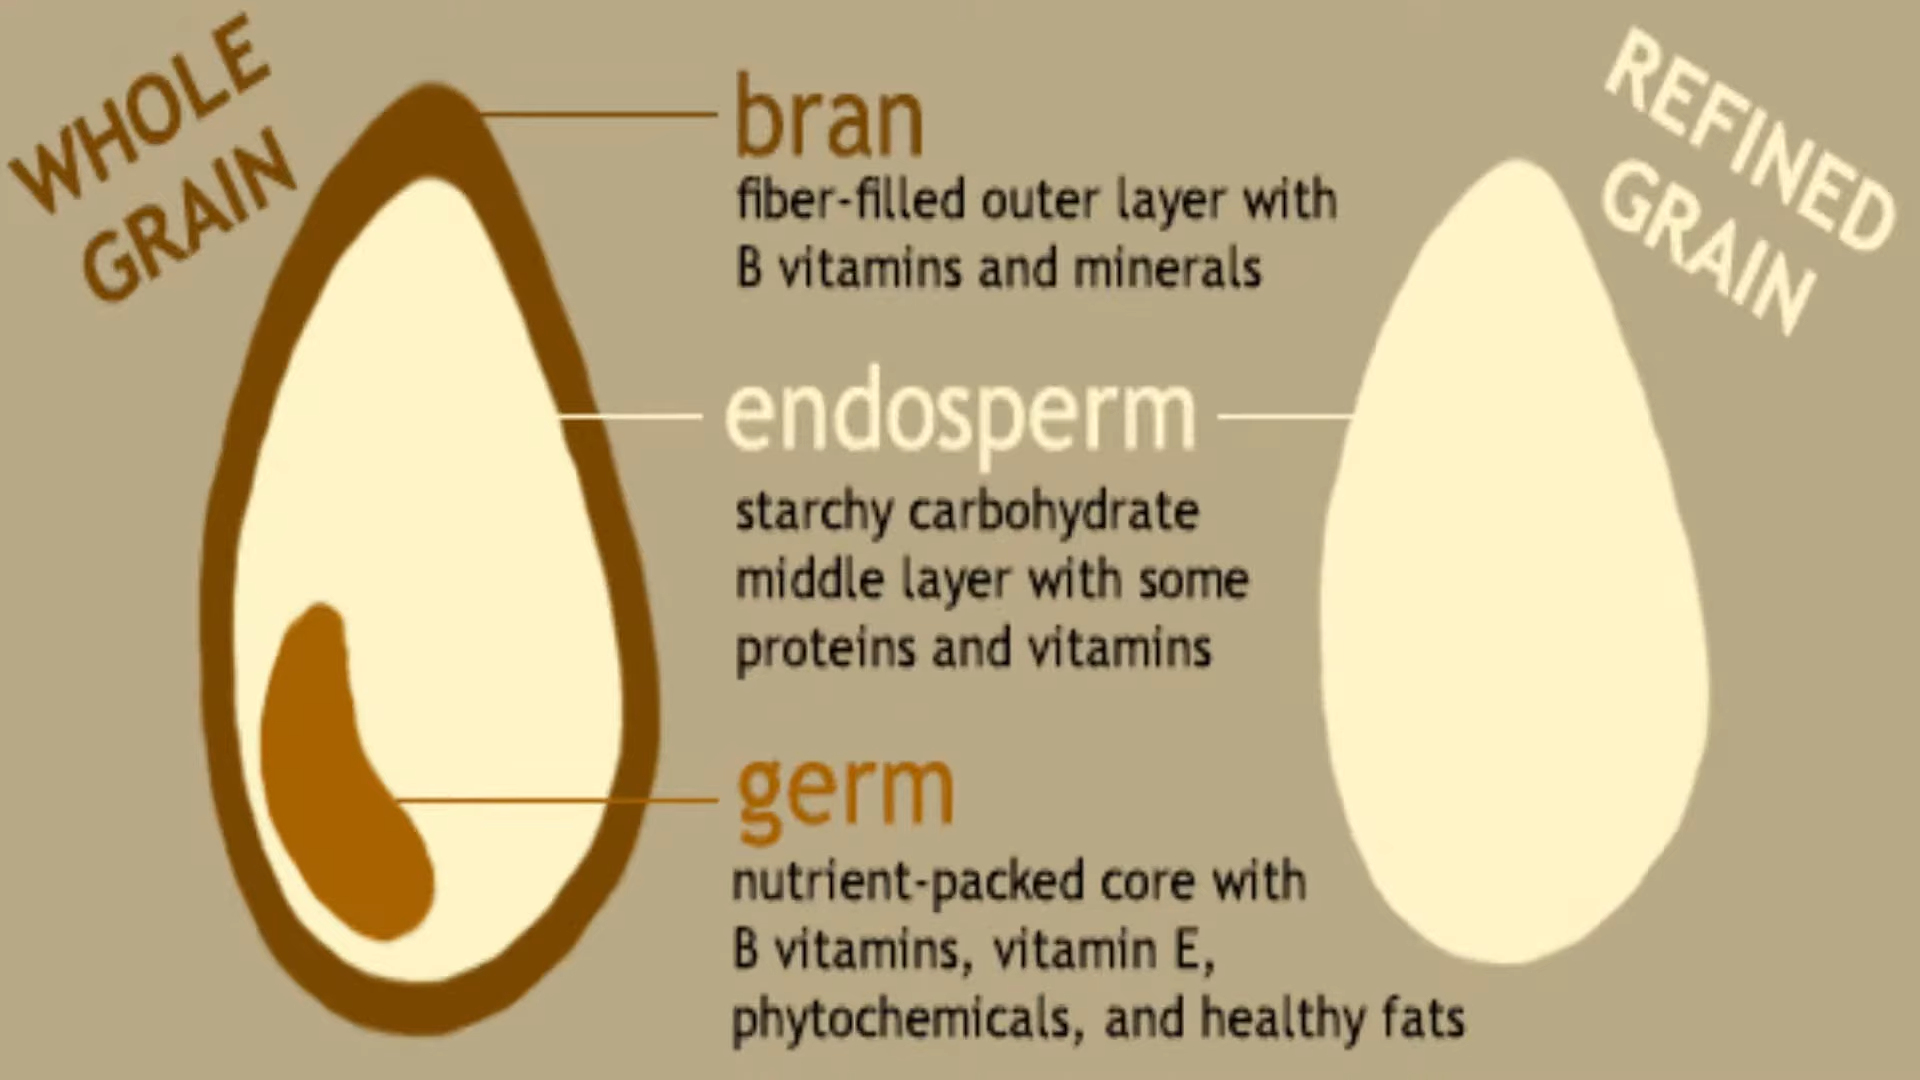 WHOLE
GRAIN
bran
fiber-filled outer layer with
B vitamins and minerals
endosperm
starchy carbohydrate
middle layer with some
proteins and vitamins
germ
nutrient-packed core with
B vitamins, vitamin E,
phytochemicals, and healthy fats
REFINED
GRAIN